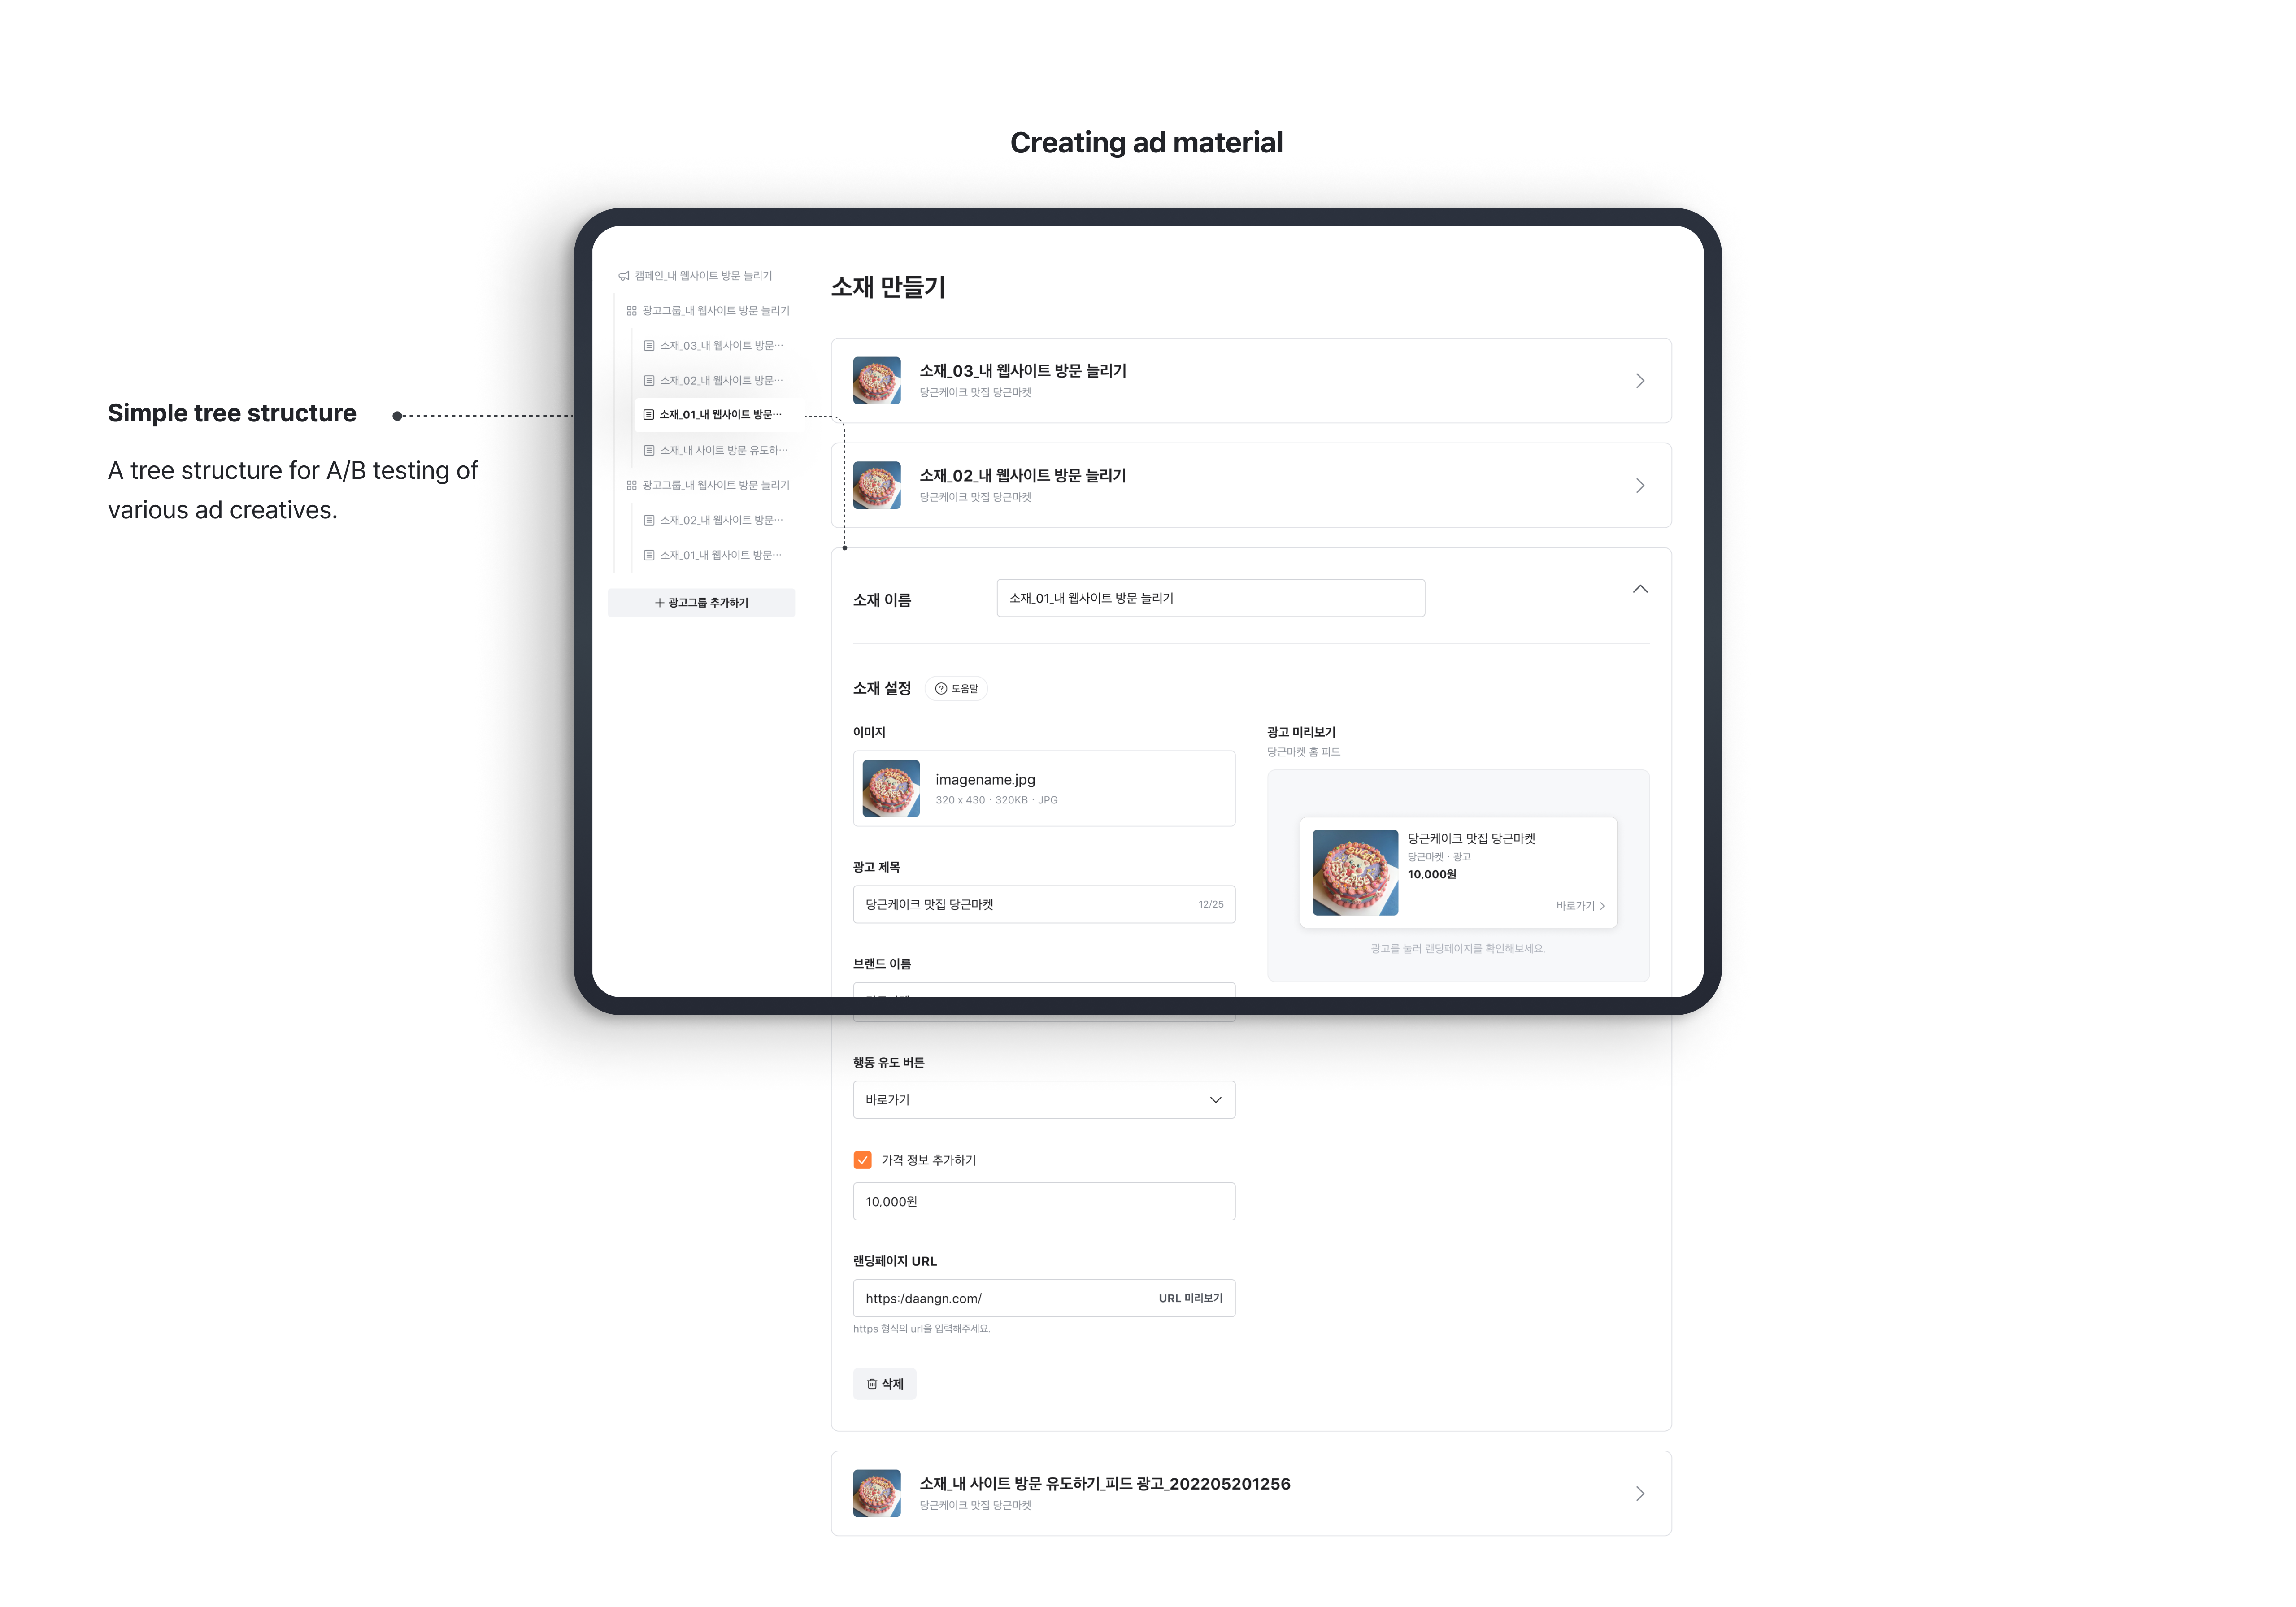 Creating ad material
Simple tree structure
A tree structure for A/B testing of
various ad creatives.
캠페인_내 웹사이트 방문 늘리기
광고그룹_내 웹사이트 방문 늘리기
소재_03_내 웹사이트 방문···
소재_02_내 웹사이트 방문···
소재_01_내 웹사이트 방문···
소재_내 사이트 방문 유도하···
광고그룹_내 웹사이트 방문 늘리기
소재_02_내 웹사이트 방문···
소재_01_내 웹사이트 방문···
+ 광고그룹 추가하기
소재 만들기
소재_03_내 웹사이트 방문 늘리기
당근케이크 맛집 당근마켓
소재_02_내 웹사이트 방문 늘리기
당근케이크 맛집 당근마켓
소재 이름
소재_01_내 웹사이트 방문 늘리기
소재 설정
도움말
이미지
imagename.jpg
320 x 430 · 320KB · JPG
광고 제목
당근케이크 맛집 당근마켓
12/25
브랜드 이름
광고 미리보기
당근마켓 홈 피드
당근케이크 맛집 당근마켓
당근마켓 · 광고
10,000원
바로가기
광고를 눌러 랜딩페이지를 확인해보세요.
행동 유도 버튼
바로가기
가격 정보 추가하기
10,000원
랜딩페이지 URL
https:/daangn.com/
URL 미리보기
https 형식의 url을 입력해주세요.
삭제
소재_내 사이트 방문 유도하기_피드 광고_202205201256
당근케이크 맛집 당근마켓